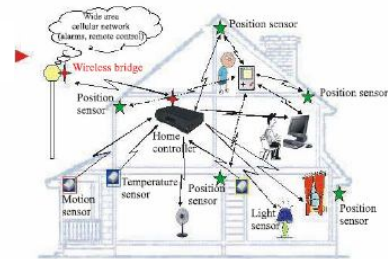 Wide area
cellular network
(alarms, remote control)
Position sensor
Wireless bridge
Position
sensor
Position sensor
Home
controller
Motion
sensor
Temperature
sensor
Position
sensor
Light
sensor
Position
sensor